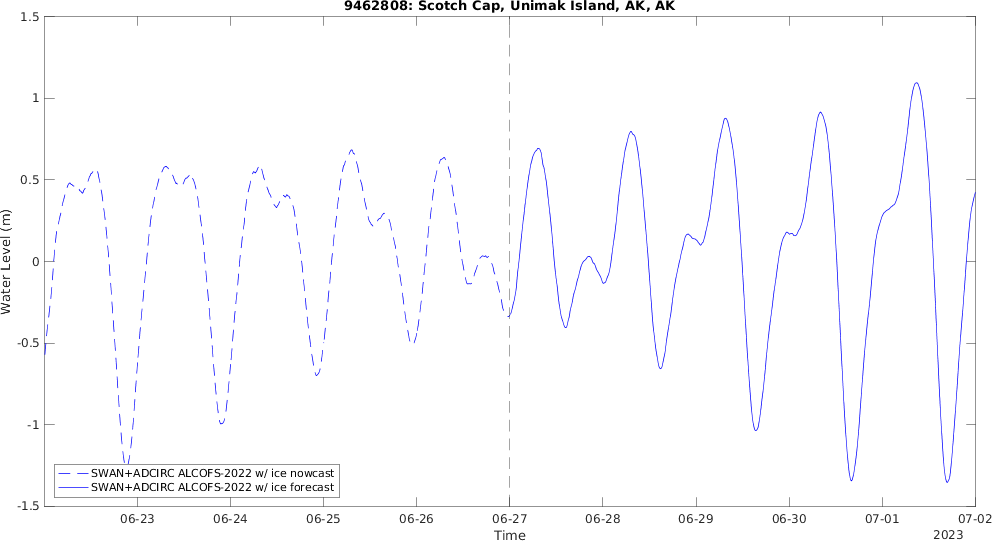 9462808: Scotch Cap, Unimak Island, AK, AK
1.5
1
0.5
0
-0.5
-1
-1.5
Water Level (m)
SWAN+ADCIRC ALCOFS-2022 w/ ice nowcast
SWAN+ADCIRC ALCOFS-2022 w/ ice forecast
06-23 06-24 06-25 06-26 06-27 06-28 06-29 06-30 07-01 07-02
Time
2023